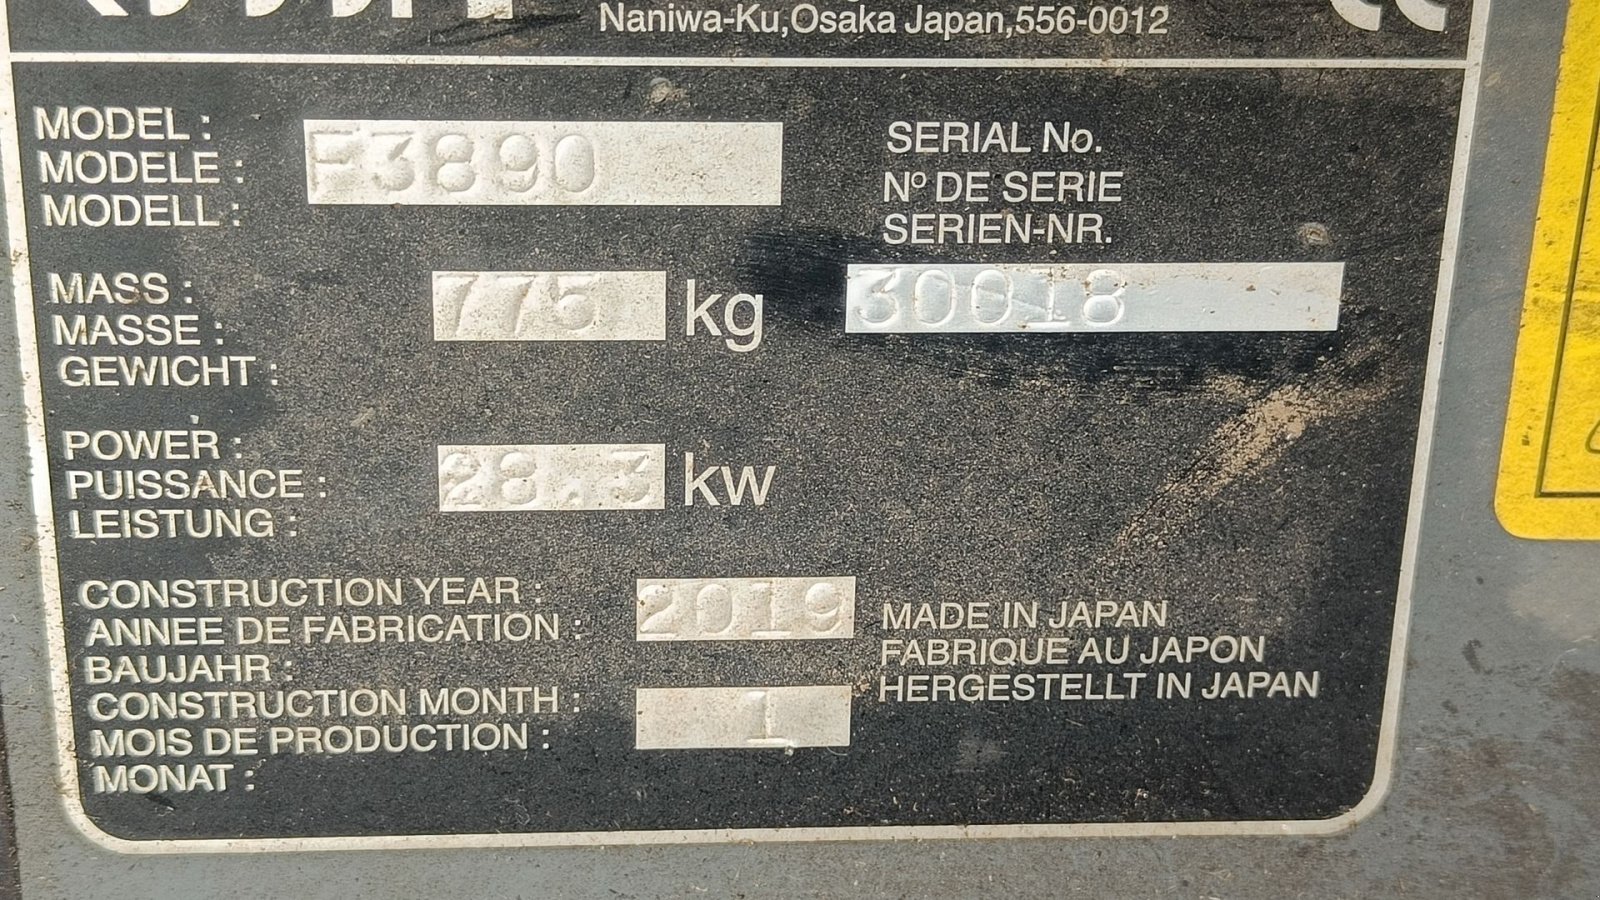 Naniwa-Ku,Osaka Japan,556-0012
MODEL : F3890
MODELE :
MODELL :
SERIAL No.
Nº DE SERIE
SERIEN-NR.
30018
MASS : 775 kg
MASSE :
GEWICHT :
POWER : 28.3 kw
PUISSANCE :
LEISTUNG :
CONSTRUCTION YEAR : 2019
ANNEE DE FABRICATION :
BAUJAHR :
CONSTRUCTION MONTH : 1
MOIS DE PRODUCTION :
MONAT :
MADE IN JAPAN
FABRIQUE AU JAPON
HERGESTELLT IN JAPAN